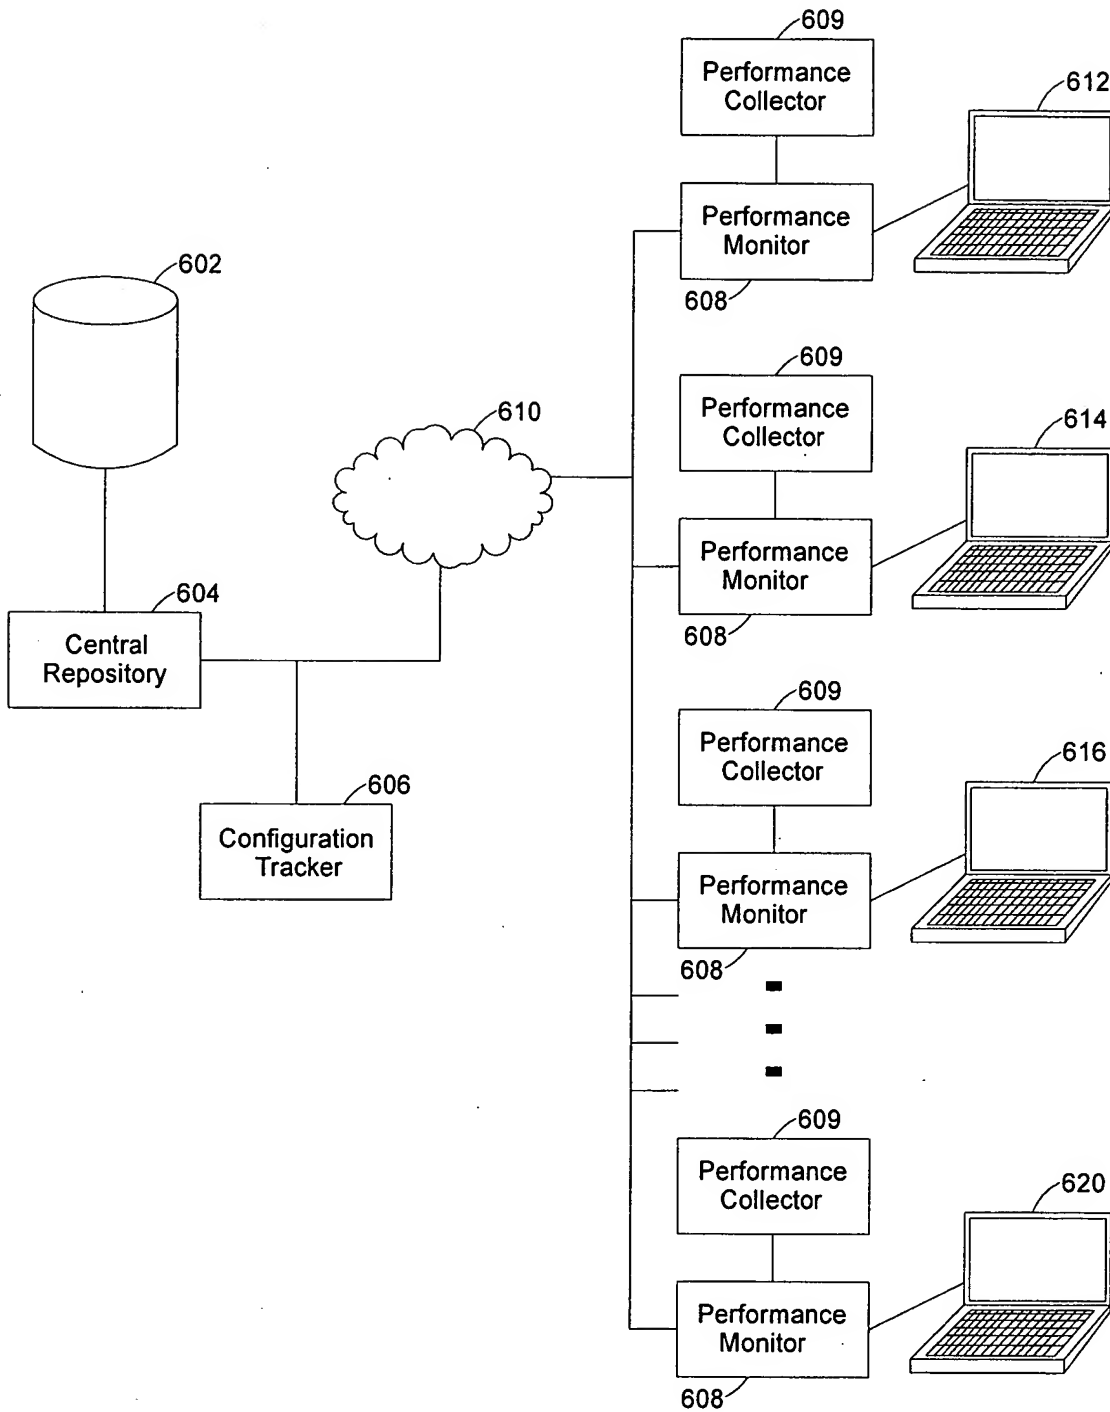 609
Performance
Collector
612
Performance
Monitor
608
602
609
Performance
Collector
610
614
Performance
Monitor
608
604
Central
Repository
609
Performance
Collector
616
606
Configuration
Tracker
Performance
Monitor
608
609
Performance
Collector
620
Performance
Monitor
608